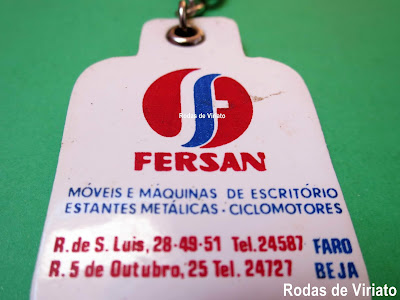 Rodas de Viriato
FERSAN
MÓVEIS E MÁQUINAS DE ESCRITÓRIO
ESTANTES METÁLICAS - CICLOMOTORES
R. de S. Luis, 28-49-51 Tel. 24587 FARO
R. 5 de Outubro, 25 Tel. 24727 BEJA
Rodas de Viriato